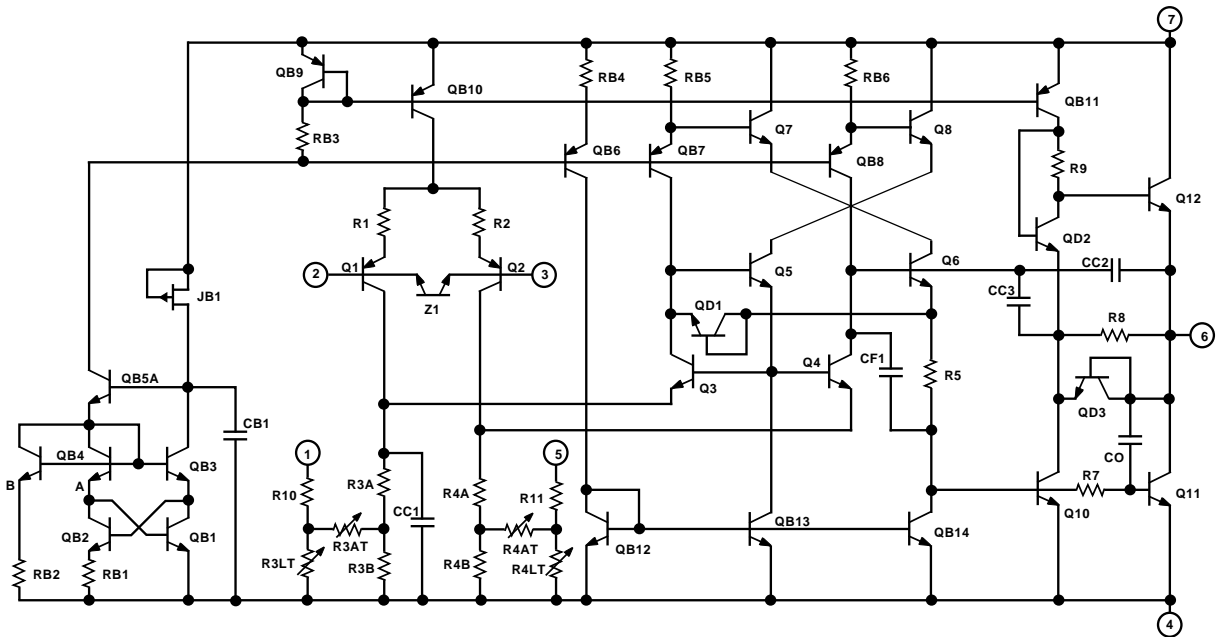 7
QB9
QB10
RB4
RB5
RB6
QB11
Q7
Q8
RB3
QB6
QB7
QB8
R9
Q12
R1
R2
QD2
2
Q1
Q2
3
Q5
Q6
CC2
JB1
Z1
CC3
QD1
R8
6
QB5A
Q3
Q4
CF1
R5
QD3
CB1
QB4
QB3
1
5
CO
B
A
R10
R3A
R4A
R11
R7
QB2
QB1
CC1
Q10
Q11
R3AT
R4AT
QB12
QB13
QB14
RB2
RB1
R3LT
R3B
R4B
R4LT
4